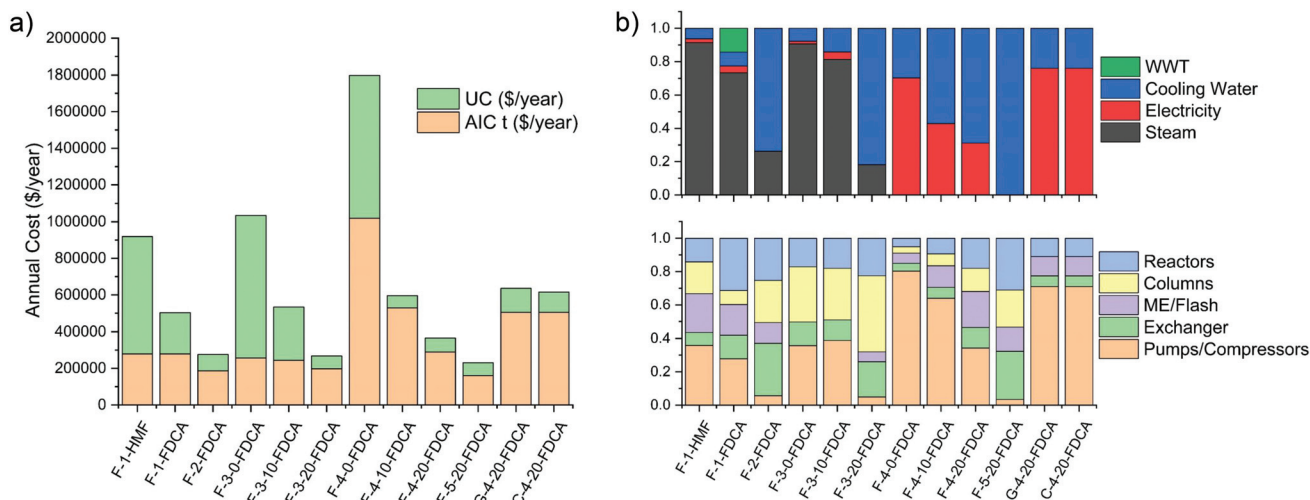 a)
Annual Cost ($/year)
2000000
1800000
1600000
1400000
1200000
1000000
800000
600000
400000
200000
0
UC ($/year)
AIC t ($/year)
F-1-HMF
F-1-FDCA
F-2-FDCA
F-3-0-FDCA
F-3-10-FDCA
F-3-20-FDCA
F-4-0-FDCA
F-4-10-FDCA
F-4-20-FDCA
F-5-20-FDCA
G-4-20-FDCA
C-4-20-FDCA
b)
1.0
0.8
0.6
0.4
0.2
0.0
WWT
Cooling Water
Electricity
Steam
1.0
0.8
0.6
0.4
0.2
0.0
Reactors
Columns
ME/Flash
Exchanger
Pumps/Compressors
F-1-HMF
F-1-FDCA
F-2-FDCA
F-3-0-FDCA
F-3-10-FDCA
F-3-20-FDCA
F-4-0-FDCA
F-4-10-FDCA
F-4-20-FDCA
F-5-20-FDCA
G-4-20-FDCA
C-4-20-FDCA